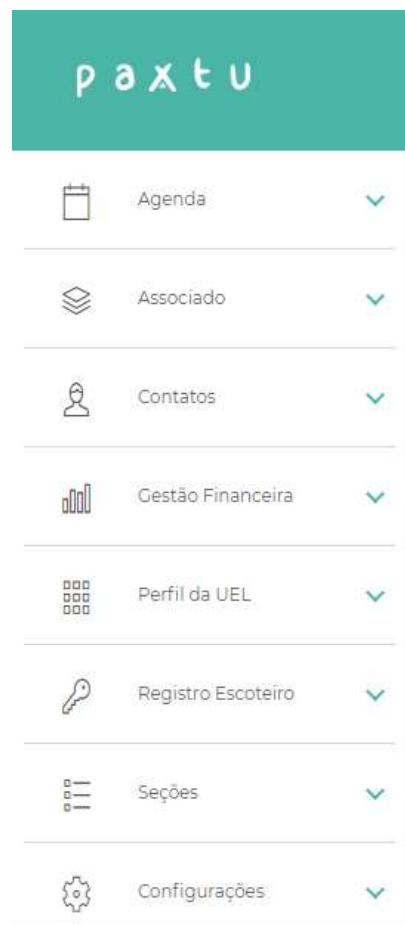 paxtu
Agenda
Associado
Contatos
Gestão Financeira
Perfil da UEL
Registro Escoteiro
Seções
Configurações